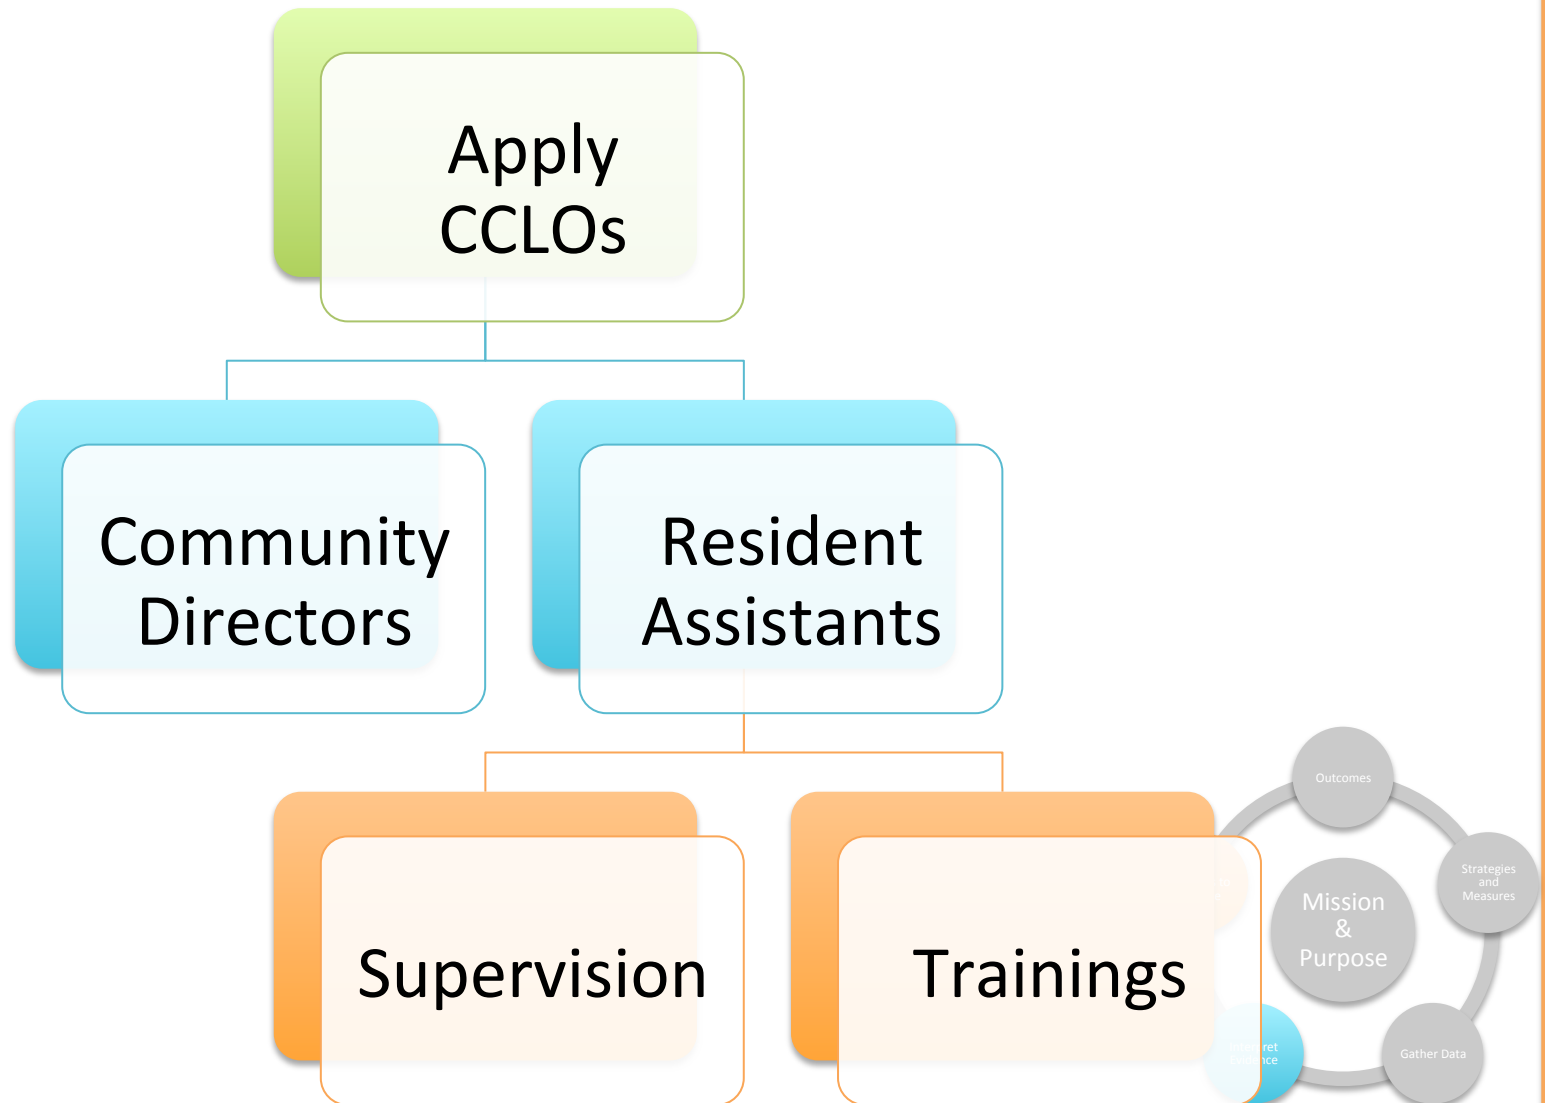 Apply
CCLOs
Community
Directors
Resident
Assistants
Supervision
Trainings
Outcomes
Strategies
and
Measures
Mission
&
Purpose
Gather Data